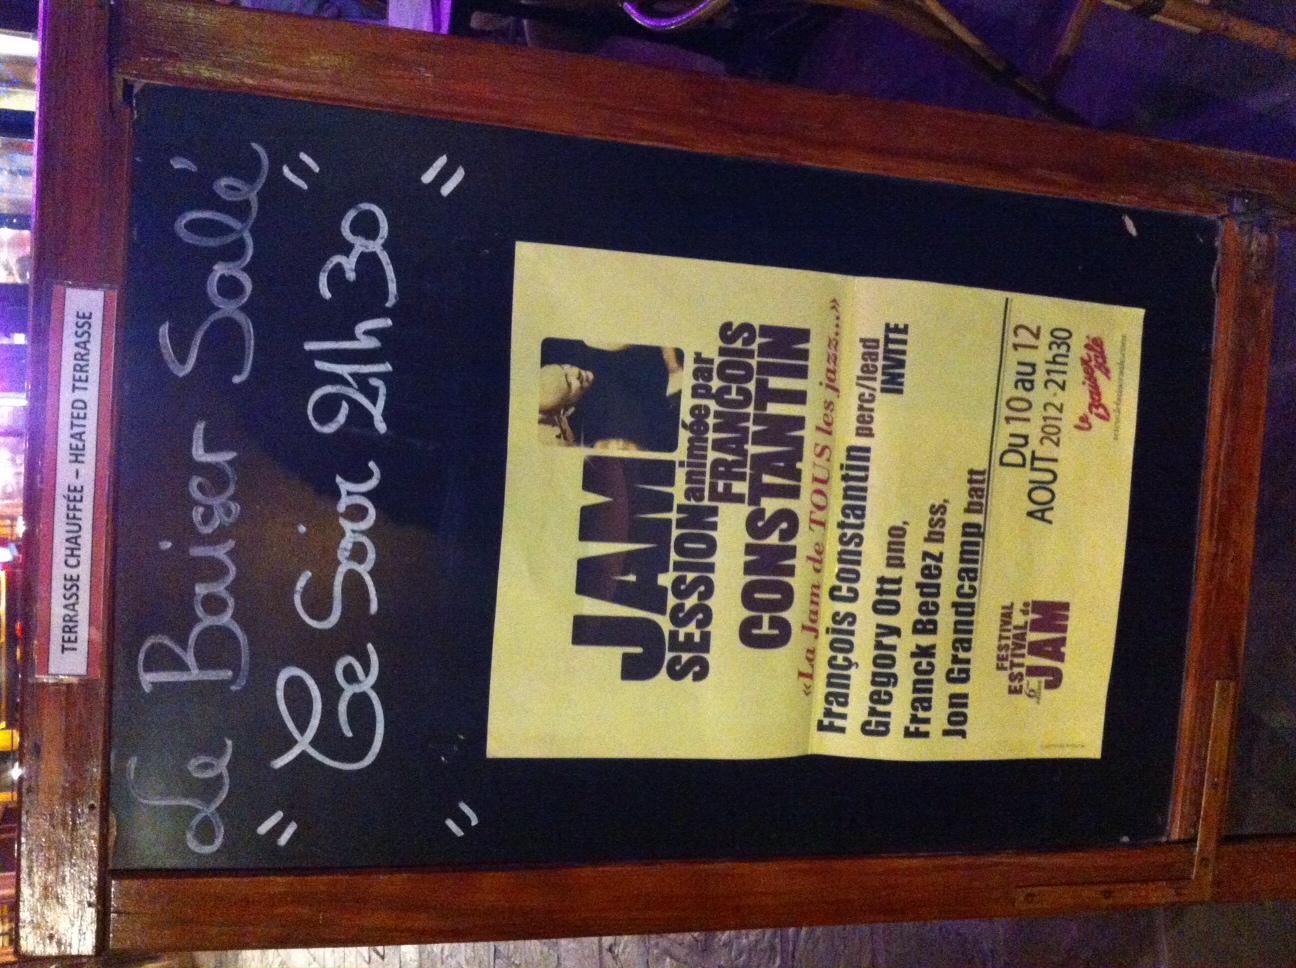 TERRASSE CHAUFFÉE – HEATED TERRASSE
Le Baiser Salé
" Ce Soir 21h30 "
JAM
SESSION animée par
FRANÇOIS
CONSTANTIN
«La Jam de TOUS les jazz...»
François Constantin perc/lead
Gregory Ott pno, INVITE
Franck Bedez bss,
Jon Grandcamp batt
FESTIVAL
ESTIVAL de
JAM
Du 10 au 12
AOUT 2012 - 21h30
Le Baiser salé